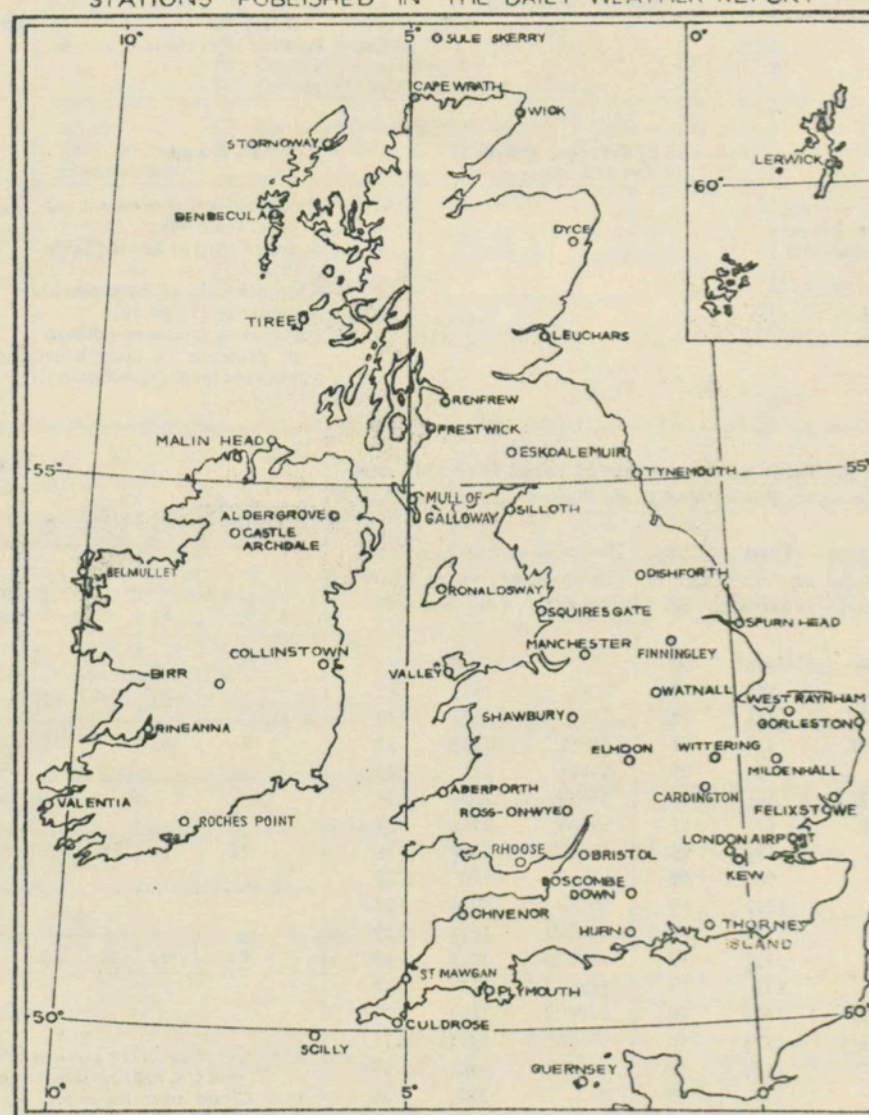 STATIONS PUBLISHED IN THE DAILY WEATHER REPORT
10°
5°
0°
SULE SKERRY
CAPE WRATH
WICK
STORNOWAY
LERWICK
60°
BENBECULA
DYCE
TIREE
LEUCHARS
RENFREW
PRESTWICK
MALIN HEAD
ESKDALEMUIR
55°
TYNEMOUTH
55°
MULL OF
GALLOWAY
ALDERGROVE
SILLOTH
CASTLE
ARCHDALE
BELMULLET
DISHFORTH
RONALDSWAY
SQUIRES GATE
SPURN HEAD
MANCHESTER
FINNINGLEY
COLLINSTOWN
BIRR
VALLEY
WATNALL
WEST RAYNHAM
SHAWBURY
GORLESTON
RINEANNA
ELMDON
WITTERING
MILDENHALL
VALENTIA
ABERPORTH
CARDINGTON
ROSS-ON-WYE
FELIXSTOWE
ROCHES POINT
RHOOSE
LONDON AIRPORT
BRISTOL
KEW
BOSCOMBE
DOWN
CHIVENOR
HURN
THORNEY
ISLAND
ST MAWGAN
PLYMOUTH
50°
CULDROSE
50°
SCILLY
GUERNSEY
10°
5°
0°